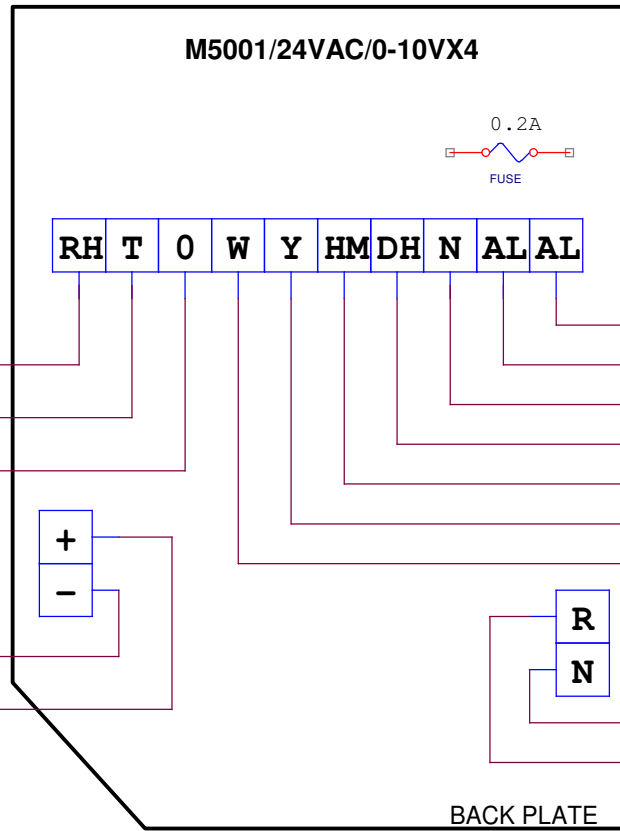 M5001/24VAC/0-10VX4
0.2A
FUSE
RH T 0 W Y HM DH N AL AL
+
-
R
N
BACK PLATE